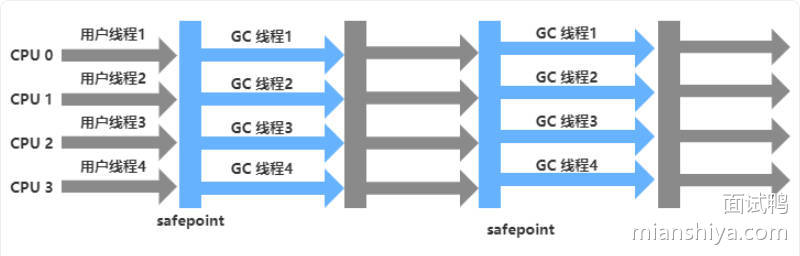 用户线程1 GC 线程1 GC 线程1
CPU 0
用户线程2 GC 线程2 GC 线程2
CPU 1
用户线程3 GC 线程3 GC 线程3
CPU 2
用户线程4 GC 线程4 GC 线程4
CPU 3
safepoint
safepoint
面试鸭
mianshiya.com